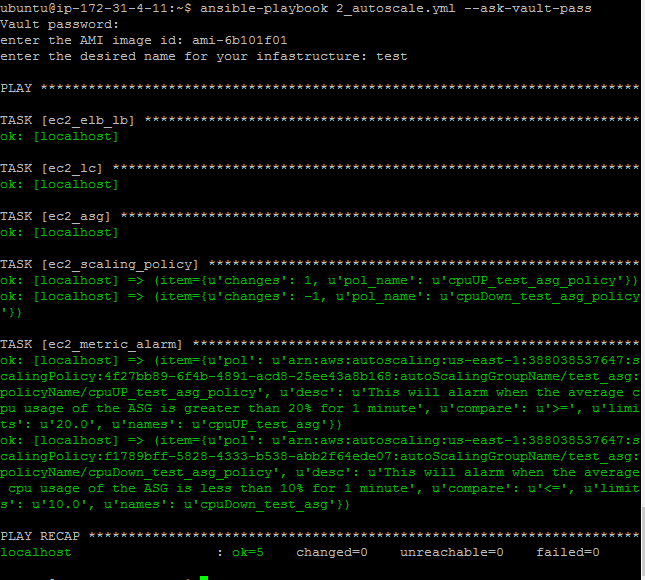 ubuntu@ip-172-31-4-11:~$ ansible-playbook 2_autoscale.yml --ask-vault-pass
Vault password:
enter the AMI image id: ami-6b101f01
enter the desired name for your infastructure: test
PLAY ***************************************************************************
TASK [ec2_elb_lb] **************************************************************
ok: [localhost]
TASK [ec2_lc] ******************************************************************
ok: [localhost]
TASK [ec2_asg] *****************************************************************
ok: [localhost]
TASK [ec2_scaling_policy] ******************************************************
ok: [localhost] => (item={u'changes': 1, u'pol_name': u'cpuUP_test_asg_policy'})
ok: [localhost] => (item={u'changes': -1, u'pol_name': u'cpuDown_test_asg_policy
'})
TASK [ec2_metric_alarm] ********************************************************
ok: [localhost] => (item={u'pol': u'arn:aws:autoscaling:us-east-1:388038537647:s
calingPolicy:4f27bb89-6f4b-4891-acd8-25ee43a8b168:autoScalingGroupName/test_asg:
policyName/cpuUP_test_asg_policy', u'desc': u'This will alarm when the average c
pu usage of the ASG is greater than 20% for 1 minute', u'compare': u'>=', u'limi
ts': u'20.0', u'names': u'cpuUP_test_asg'})
ok: [localhost] => (item={u'pol': u'arn:aws:autoscaling:us-east-1:388038537647:s
calingPolicy:f1789bff-5828-4333-b538-abb2f64ede07:autoScalingGroupName/test_asg:
policyName/cpuDown_test_asg_policy', u'desc': u'This will alarm when the average
 cpu usage of the ASG is less than 10% for 1 minute', u'compare': u'<=', u'limit
s': u'10.0', u'names': u'cpuDown_test_asg'})
PLAY RECAP *********************************************************************
localhost                  : ok=5    changed=0    unreachable=0    failed=0